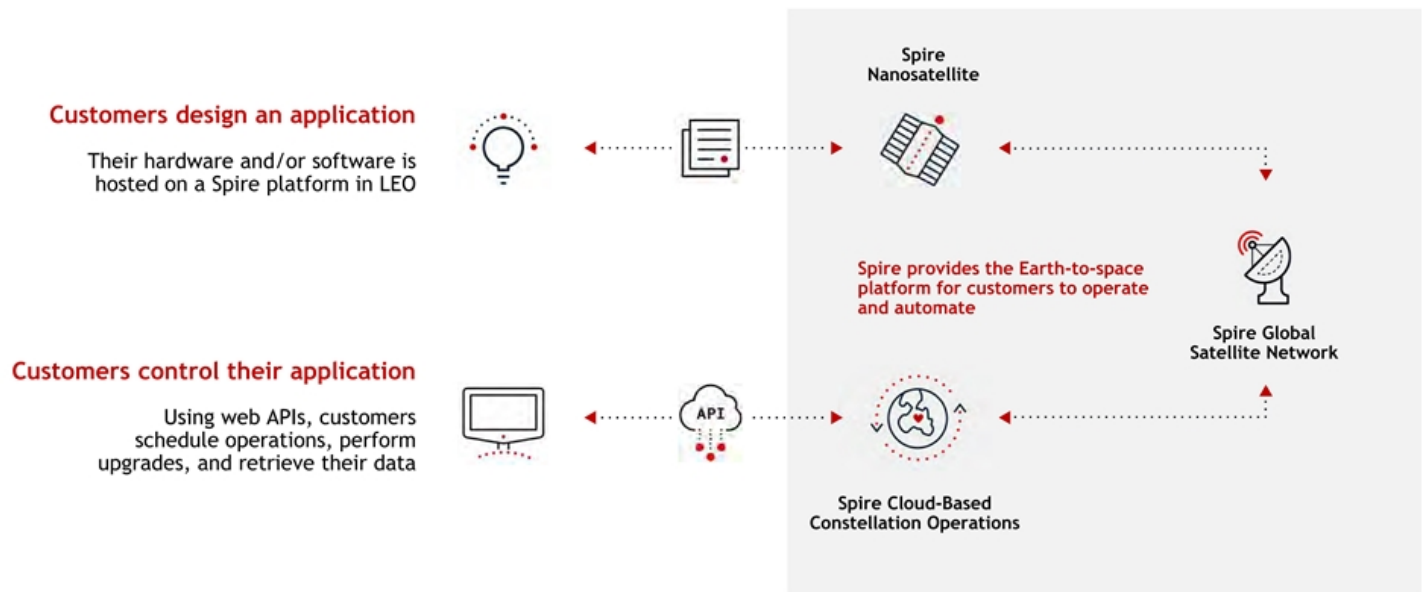 Spire
Nanosatellite
Customers design an application
Their hardware and/or software is
hosted on a Spire platform in LEO
Spire provides the Earth-to-space
platform for customers to operate
and automate
Spire Global
Satellite Network
Customers control their application
Using web APIs, customers
schedule operations, perform
upgrades, and retrieve their data
API
Spire Cloud-Based
Constellation Operations